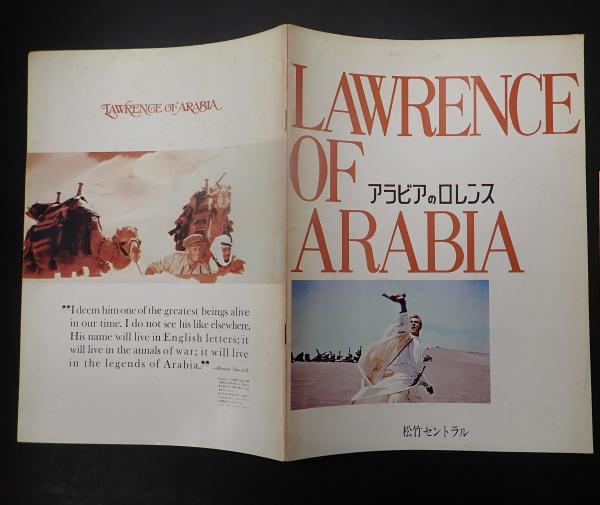 LAWRENCE OF ARABIA
❝I deem him one of the greatest beings alive
in our time. I do not see his like elsewhere.
His name will live in English letters; it
will live in the annals of war; it will live
in the legends of Arabia.❞
—Winston Churchill
LAWRENCE
OF
アラビアのロレンス
ARABIA
松竹セントラル